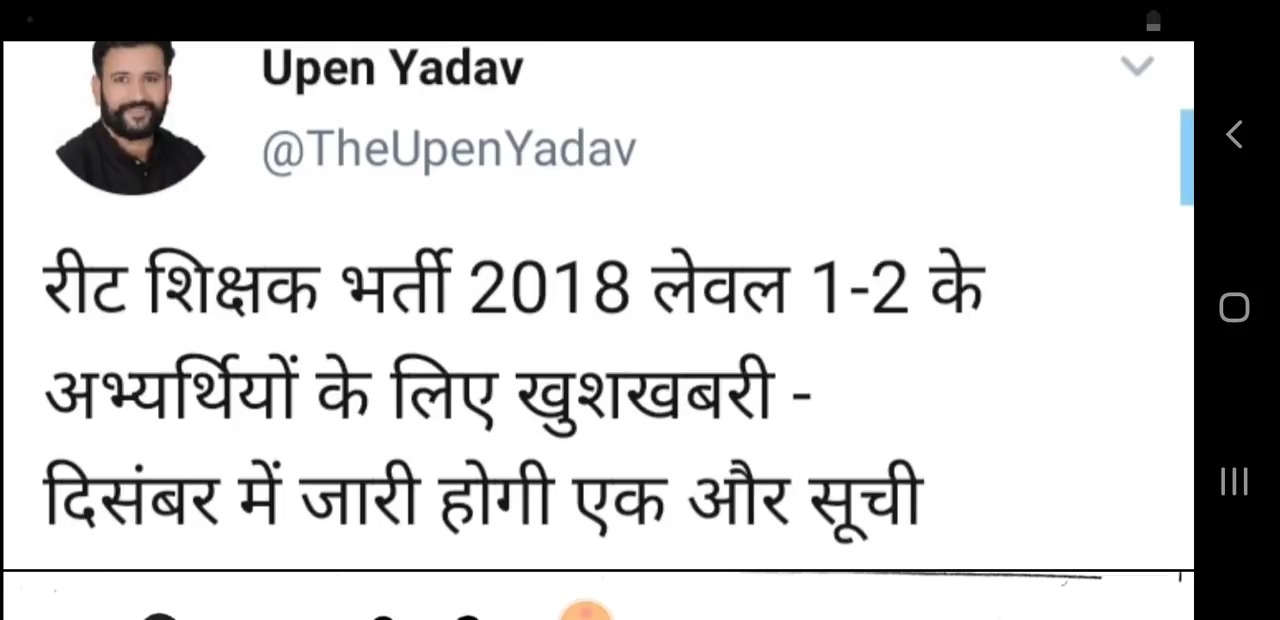 Upen Yadav
@TheUpenYadav
रीट शिक्षक भर्ती 2018 लेवल 1-2 के
अभ्यर्थियों के लिए खुशखबरी -
दिसंबर में जारी होगी एक और सूची